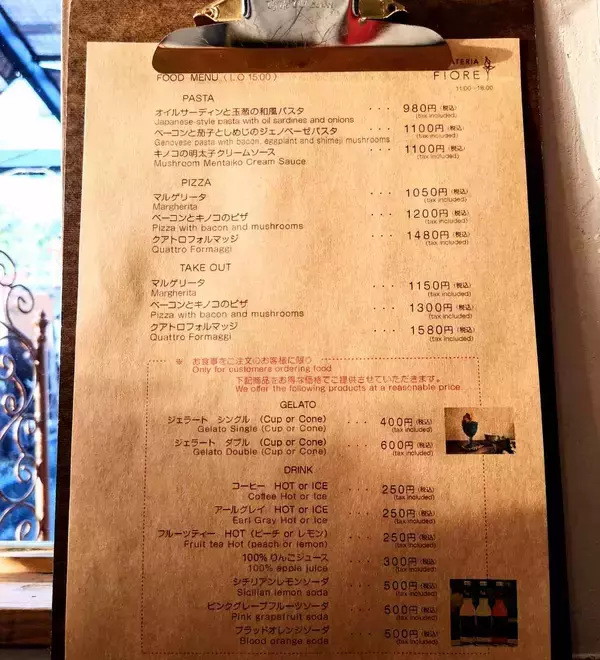 FOOD MENU (L.O 15:00)
ATERIA
FIORE
11:00-16:00
PASTA
オイルサーディンと玉葱の和風パスタ ・・・ 980円(税込)
Japanese style pasta with oil sardines and onions (tax included)
ベーコンと茄子としめじのジェノベーゼパスタ ・・・ 1100円(税込)
Genovese pasta with bacon, eggplant and shimeji mushrooms (tax included)
キノコの明太子クリームソース ・・・ 1100円(税込)
Mushroom Mentaiko Cream Sauce (tax included)
PIZZA
マルゲリータ ・・・ 1050円(税込)
Margherita (tax included)
ベーコンとキノコのピザ ・・・ 1200円(税込)
Pizza with bacon and mushrooms (tax included)
クアトロフォルマッジ ・・・ 1480円(税込)
Quattro Formaggi (tax included)
TAKE OUT
マルゲリータ ・・・ 1150円(税込)
Margherita (tax included)
ベーコンとキノコのピザ ・・・ 1300円(税込)
Pizza with bacon and mushrooms (tax included)
クアトロフォルマッジ ・・・ 1580円(税込)
Quattro Formaggi (tax included)
※ お食事をご注文のお客様に限り
Only for customers ordering food
下記商品をお得な価格でご提供させていただきます。
We offer the following products at a reasonable price.
GELATO
ジェラート シングル (Cup or Cone) ・・・ 400円(税込)
Gelato Single (Cup or Cone) (tax included)
ジェラート ダブル (Cup or Cone) ・・・ 600円(税込)
Gelato Double (Cup or Cone) (tax included)
DRINK
コーヒー HOT or ICE ・・・ 250円(税込)
Coffee Hot or Ice (tax included)
アールグレイ HOT or ICE ・・・ 250円(税込)
Earl Gray Hot or Ice (tax included)
フルーツティー HOT (ピーチ or レモン) ・・・ 250円(税込)
Fruit tea Hot (peach or lemon) (tax included)
100%りんごジュース ・・・ 300円(税込)
100% apple juice (tax included)
シチリアンレモンソーダ ・・・ 500円(税込)
Sicilian lemon soda (tax included)
ピンクグレープフルーツソーダ ・・・ 500円(税込)
Pink grapafruit soda (tax included)
ブラッドオレンジソーダ ・・・ 500円(税込)
Blood orange soda (tax included)